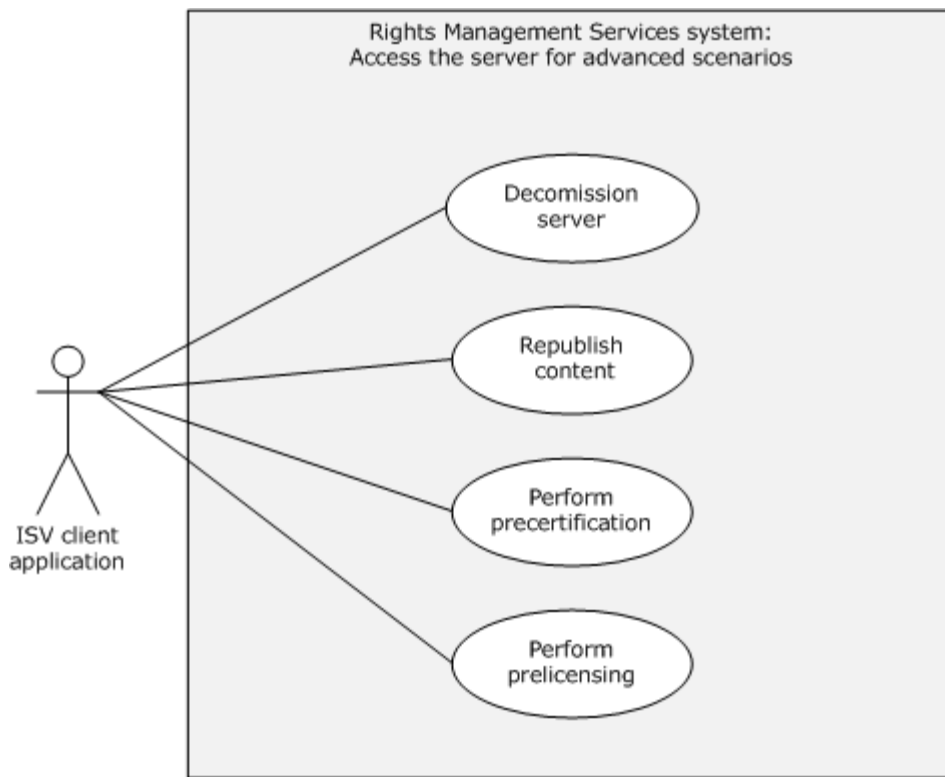 Rights Management Services system:
Access the server for advanced scenarios
Decomission
server
Republish
content
Perform
precertification
ISV client
application
Perform
prelicensing